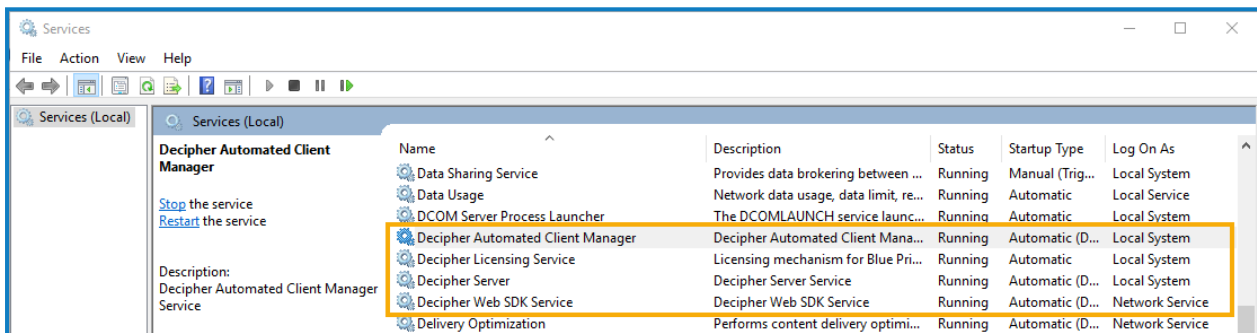 Services
File Action View Help
Services (Local)
Services (Local)
Decipher Automated Client Manager
Stop the service
Restart the service
Description:
Decipher Automated Client Manager Service
Name Description Status Startup Type Log On As
Data Sharing Service Provides data brokering between ... Running Manual (Trig... Local System
Data Usage Network data usage, data limit, re... Running Automatic Local Service
DCOM Server Process Launcher The DCOMLAUNCH service launc... Running Automatic Local System
Decipher Automated Client Manager Decipher Automated Client Mana... Running Automatic (D... Local System
Decipher Licensing Service Licensing mechanism for Blue Pri... Running Automatic Local System
Decipher Server Decipher Server Service Running Automatic (D... Local System
Decipher Web SDK Service Decipher Web SDK Service Running Automatic (D... Network Service
Delivery Optimization Performs content delivery optimi... Running Automatic (D... Network Service